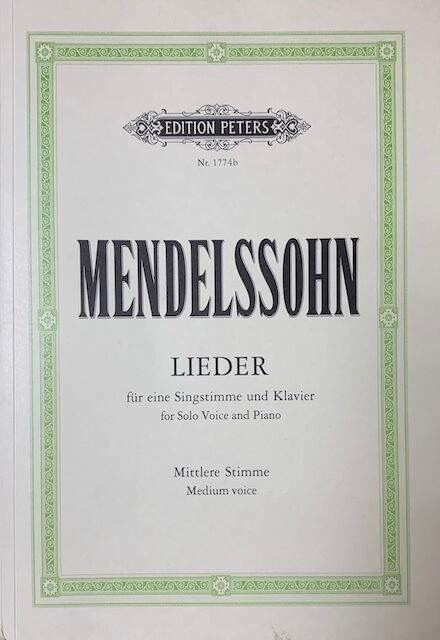 EDITION PETERS
Nr. 1774b
MENDELSSOHN
LIEDER
für eine Singstimme und Klavier
for Solo Voice and Piano
Mittlere Stimme
Medium voice